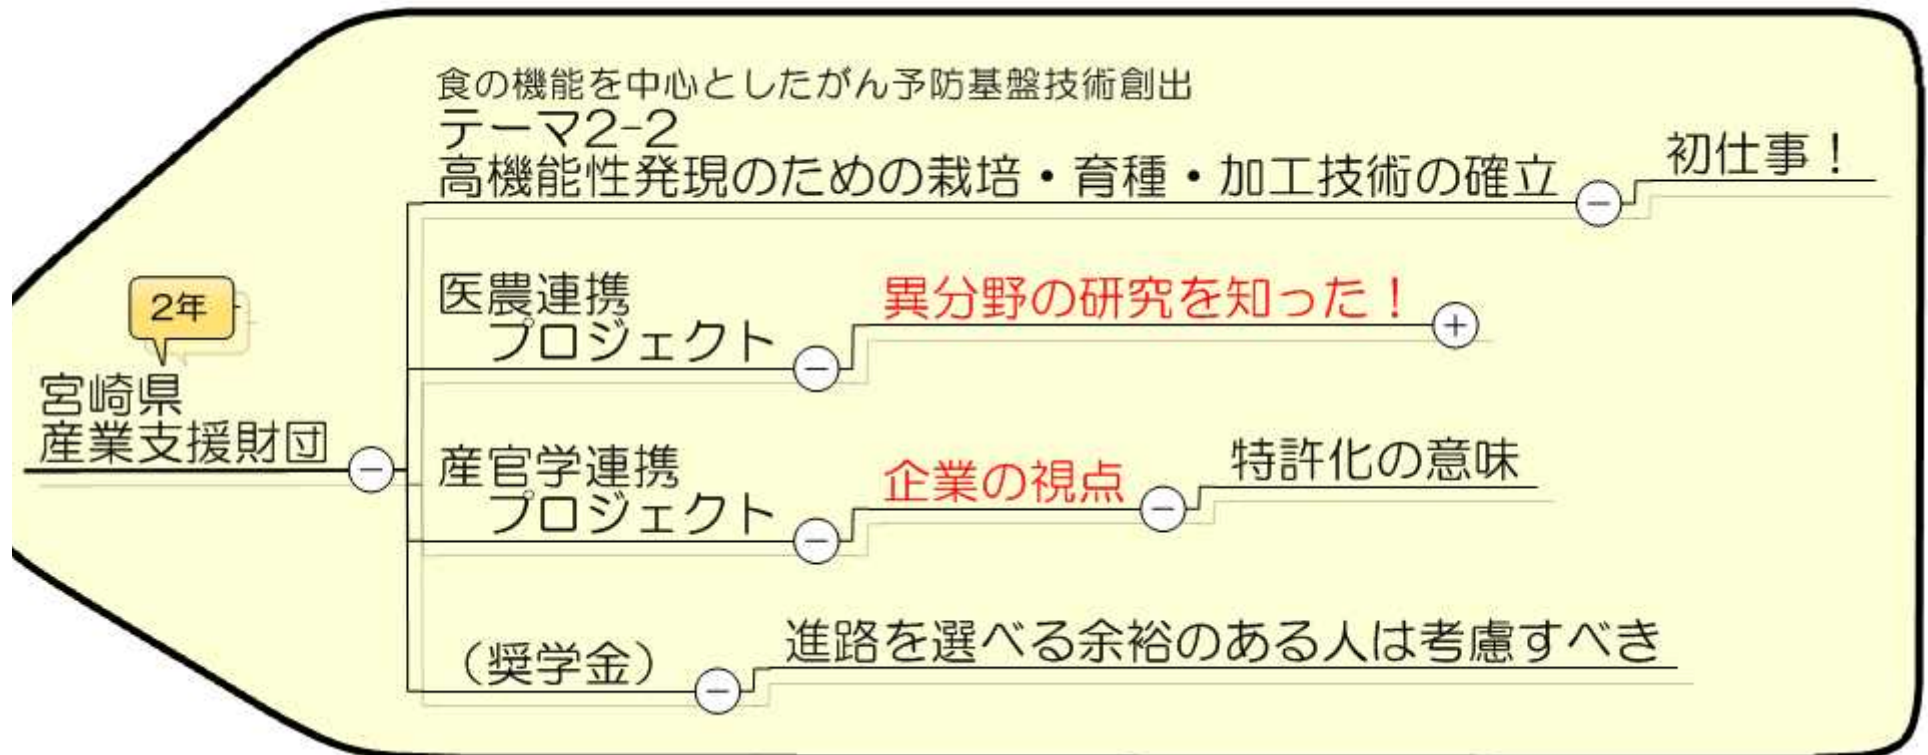 食の機能を中心としたがん予防基盤技術創出
テーマ2-2
高機能性発現のための栽培・育種・加工技術の確立
初仕事！
2年
宮崎県
産業支援財団
医農連携
プロジェクト
異分野の研究を知った！
産官学連携
プロジェクト
企業の視点
特許化の意味
（奨学金）
進路を選べる余裕のある人は考慮すべき